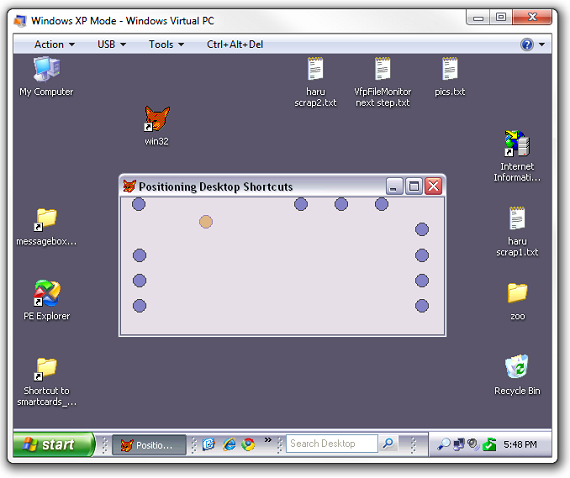 Windows XP Mode - Windows Virtual PC
Action USB Tools Ctrl+Alt+Del
My Computer
haru
scrap2.txt
VfpFileMonitor
next step.txt
pics.txt
win32
Internet
Informati...
Positioning Desktop Shortcuts
messagebox...
haru
scrap1.txt
PE Explorer
zoo
Shortcut to
smartcards_...
Recycle Bin
start
Positio...
Search Desktop
5:48 PM